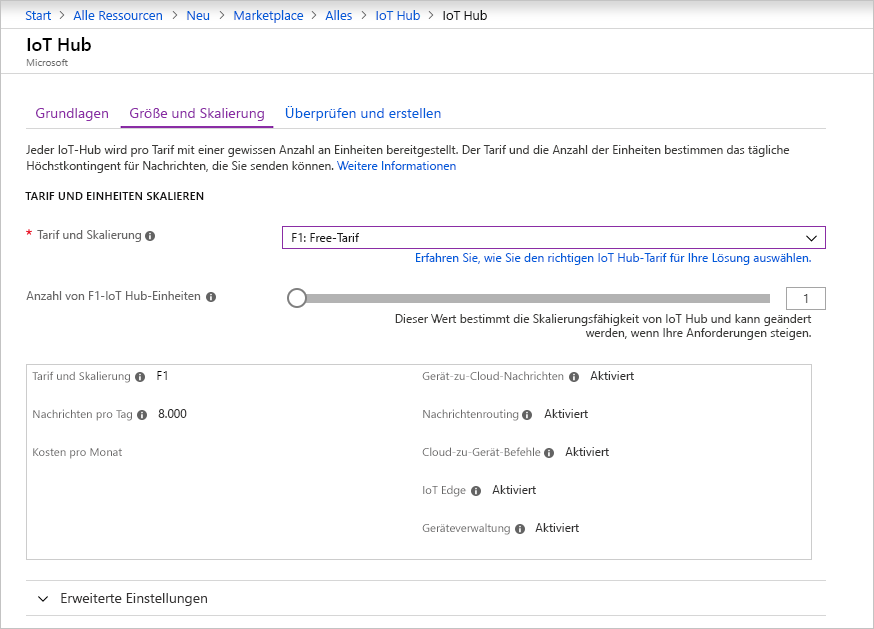 Start > Alle Ressourcen > Neu > Marketplace > Alles > IoT Hub > IoT Hub
IoT Hub
Microsoft
Grundlagen Größe und Skalierung Überprüfen und erstellen
Jeder IoT-Hub wird pro Tarif mit einer gewissen Anzahl an Einheiten bereitgestellt. Der Tarif und die Anzahl der Einheiten bestimmen das tägliche
Höchstkontingent für Nachrichten, die Sie senden können. Weitere Informationen
TARIF UND EINHEITEN SKALIEREN
* Tarif und Skalierung F1: Free-Tarif
Erfahren Sie, wie Sie den richtigen IoT Hub-Tarif für Ihre Lösung auswählen.
Anzahl von F1-IoT Hub-Einheiten 1
Dieser Wert bestimmt die Skalierungsfähigkeit von IoT Hub und kann geändert
werden, wenn Ihre Anforderungen steigen.
Tarif und Skalierung F1 Gerät-zu-Cloud-Nachrichten Aktiviert
Nachrichten pro Tag 8.000 Nachrichtenrouting Aktiviert
Kosten pro Monat Cloud-zu-Gerät-Befehle Aktiviert
IoT Edge Aktiviert
Geräteverwaltung Aktiviert
Erweiterte Einstellungen